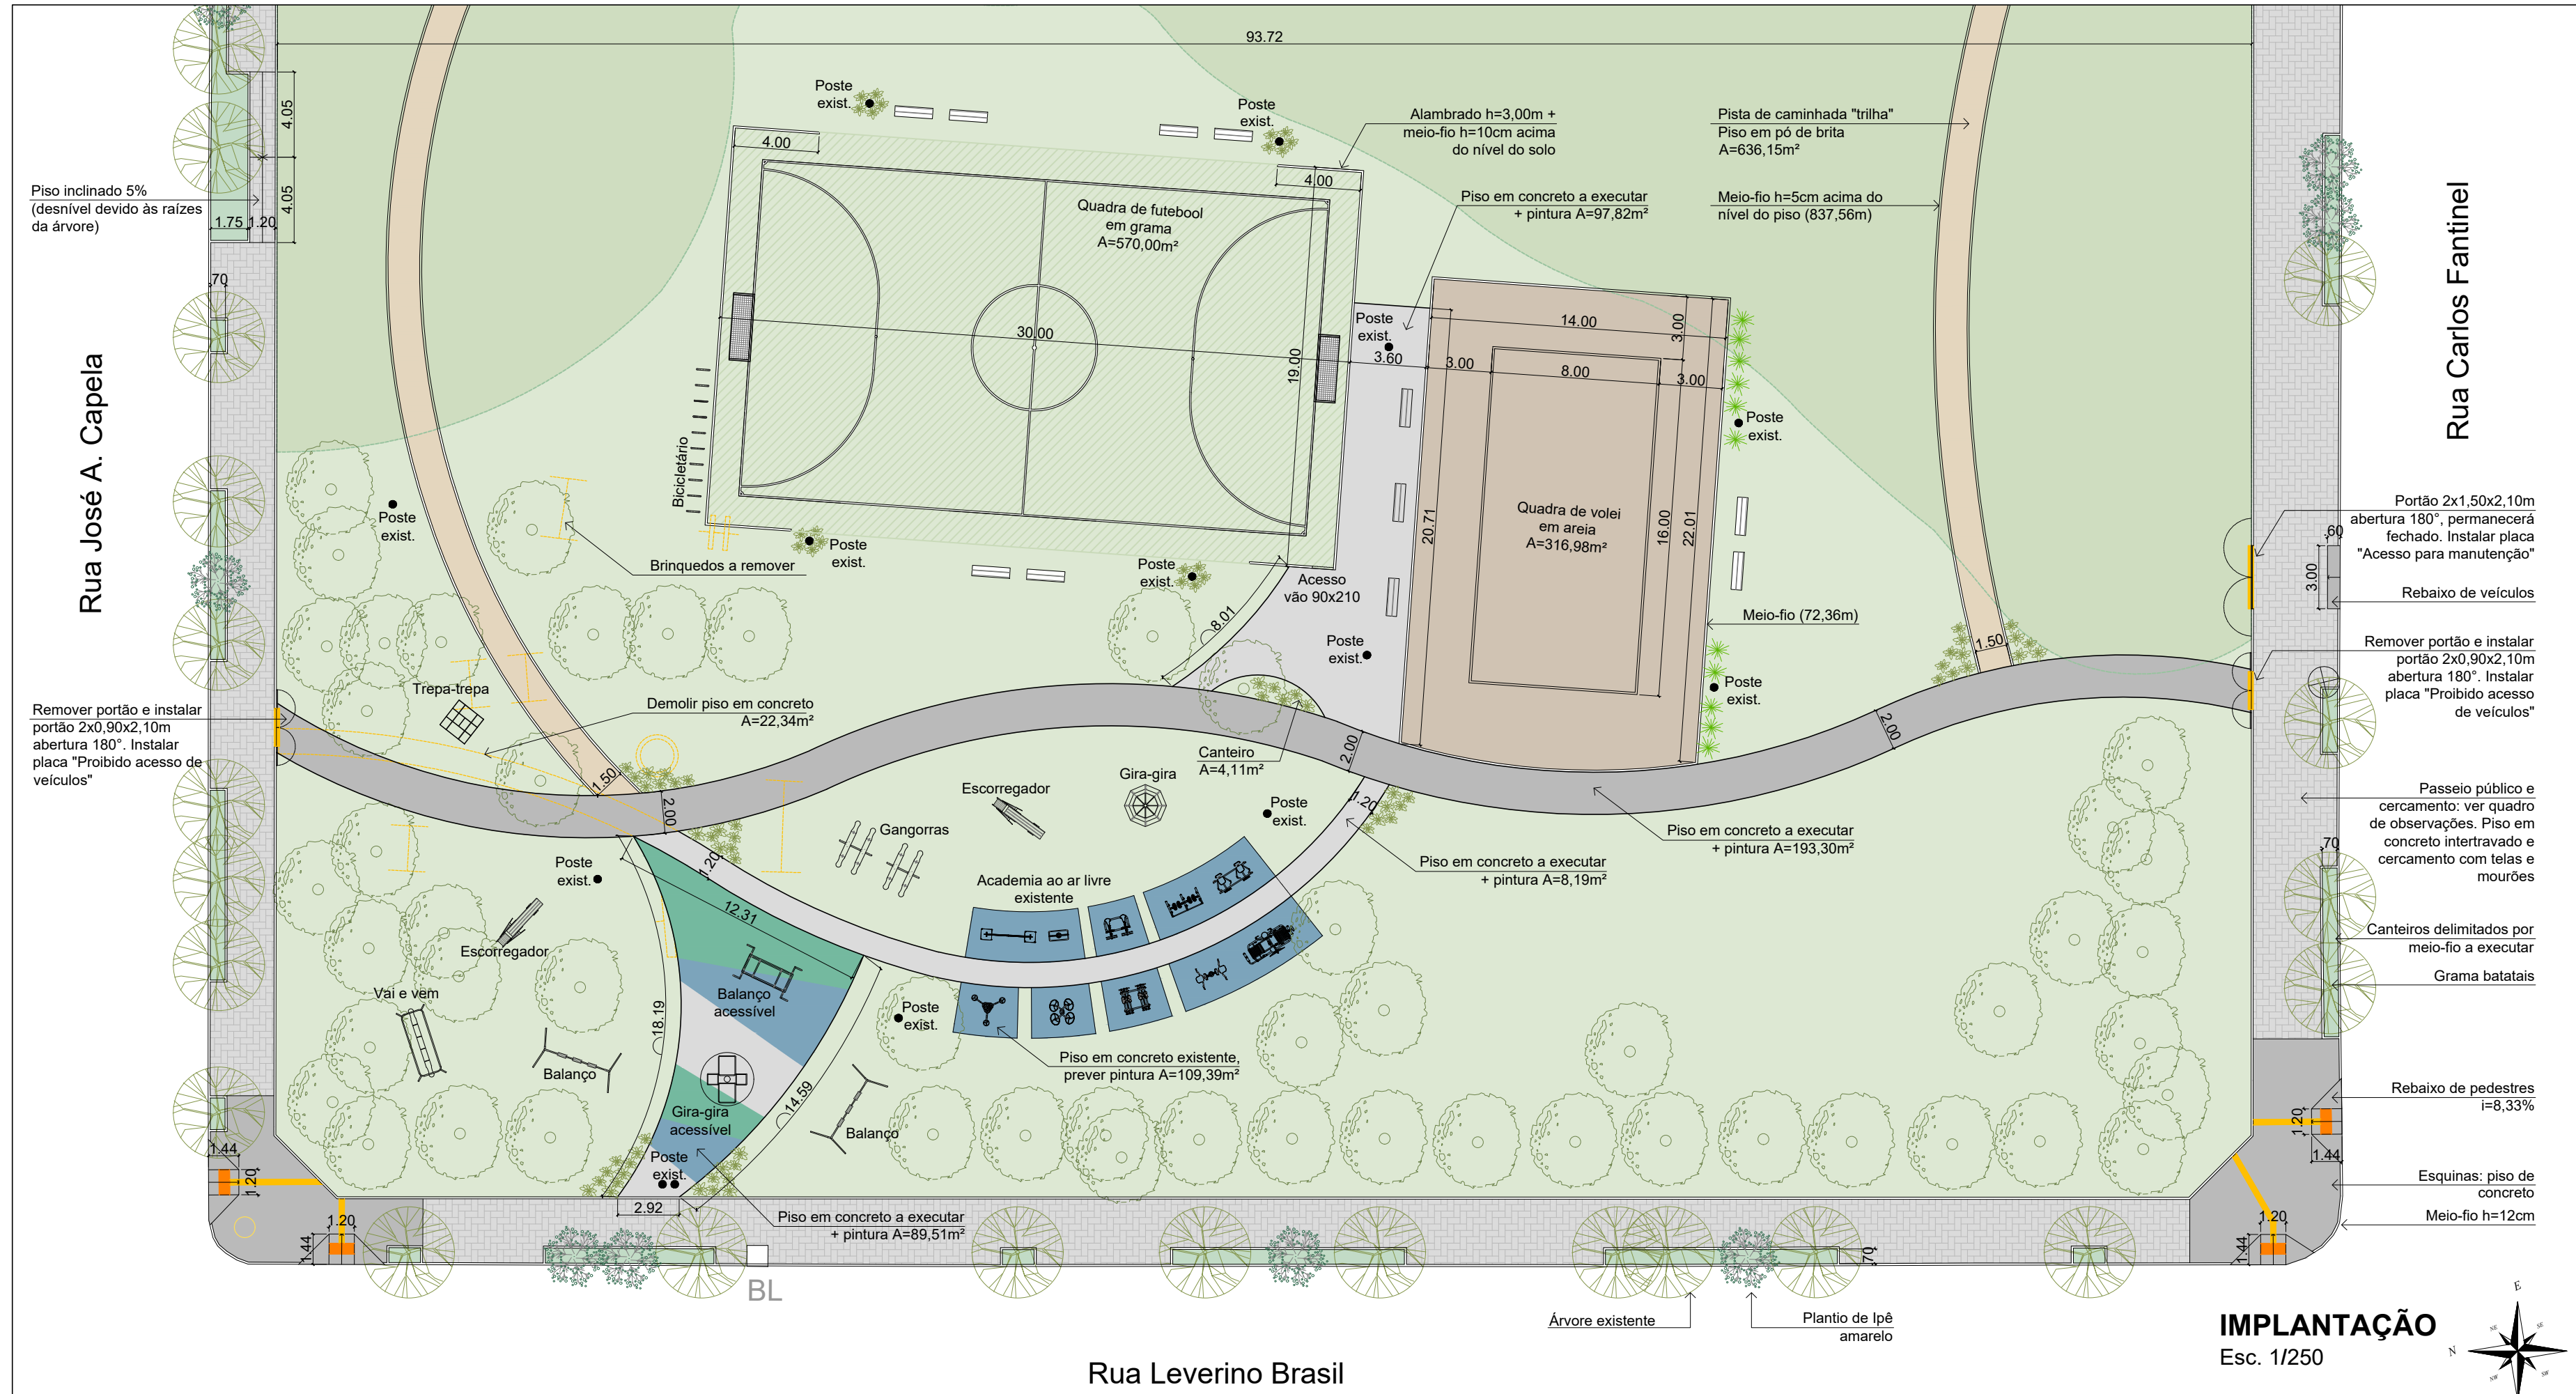 93.72
4.05
4.05
Piso inclinado 5%
(desnível devido às raízes
da árvore)
1.75
1.20
.70
Rua José A. Capela
Poste
exist.
Poste
exist.
4.00
4.00
Alambrado h=3,00m +
meio-fio h=10cm acima
do nível do solo
Pista de caminhada "trilha"
Piso em pó de brita
A=636,15m²
Piso em concreto a executar
+ pintura A=97,82m²
Meio-fio h=5cm acima do
nível do piso (837,56m)
Quadra de futebool
em grama
A=570,00m²
30.00
19.00
Poste
exist.
3.60
14.00
3.00
3.00
8.00
3.00
20.71
Quadra de volei
em areia
A=316,98m²
16.00
22.01
Poste
exist.
Rua Carlos Fantinel
Bicicletário
Poste
exist.
Brinquedos a remover
Poste
exist.
Poste
exist.
Acesso
vão 90x210
8.01
Poste
exist.
Meio-fio (72,36m)
Poste
exist.
1.50
Portão 2x1,50x2,10m
abertura 180°, permanecerá
fechado. Instalar placa
"Acesso para manutenção"
.60
3.00
Rebaixo de veículos
Remover portão e instalar
portão 2x0,90x2,10m
abertura 180°. Instalar
placa "Proibido acesso
de veículos"
Trepa-trepa
Remover portão e instalar
portão 2x0,90x2,10m
abertura 180°. Instalar
placa "Proibido acesso de
veículos"
Demolir piso em concreto
A=22,34m²
1.50
2.00
Canteiro
A=4,11m²
2.00
2.00
Gira-gira
Escorregador
Gangorras
Poste
exist.
1.20
Piso em concreto a executar
+ pintura A=193,30m²
Piso em concreto a executar
+ pintura A=8,19m²
Passeio público e
cercamento: ver quadro
de observações. Piso em
concreto intertravado e
cercamento com telas e
mourões
.70
Canteiros delimitados por
meio-fio a executar
Grama batatais
Poste
exist.
1.20
12.31
Academia ao ar livre
existente
Escorregador
Vai e vem
Balanço
acessível
18.19
Poste
exist.
Balanço
Piso em concreto existente,
prever pintura A=109,39m²
14.59
Gira-gira
acessível
Balanço
Poste
exist.
Rebaixo de pedestres
i=8,33%
1.20
1.44
Esquinas: piso de
concreto
Meio-fio h=12cm
1.44
1.20
1.20
1.44
2.92
Piso em concreto a executar
+ pintura A=89,51m²
.70
1.20
1.44
BL
Árvore existente
Plantio de Ipê
amarelo
Rua Leverino Brasil
IMPLANTAÇÃO
Esc. 1/250
E
NE
SE
N
NW
SW